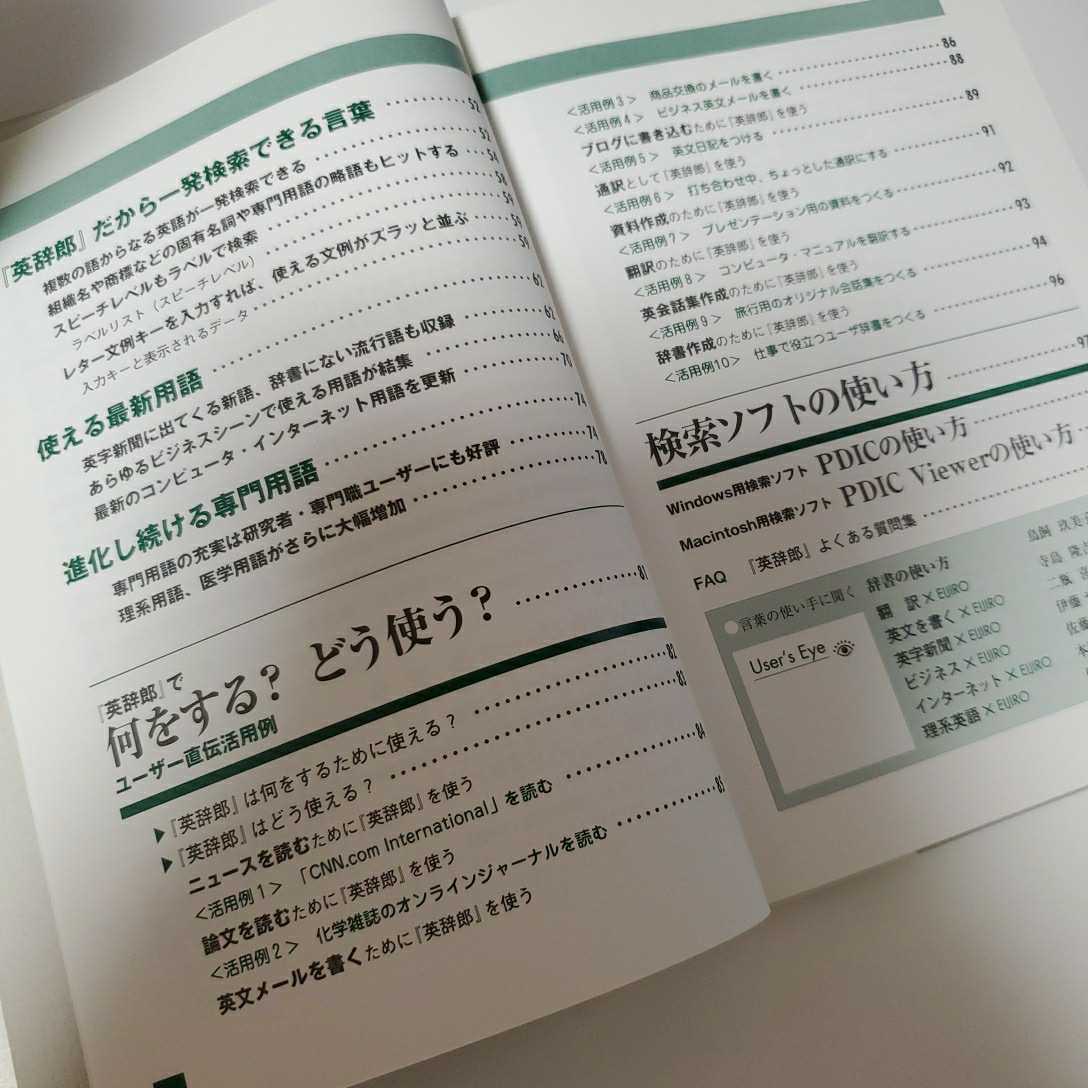 『英辞郎』だから一発検索できる言葉 52
複数の語からなる英語が一発検索できる 52
組織名や商標などの固有名詞や専門用語の略語もヒットする 54
スピーチレベルもラベルで検索 58
ラベルリスト（スピーチレベル） 59
レター文例キーを入力すれば、使える文例がズラッと並ぶ 59
入力キーと表示されるデータ 59
使える最新用語 62
英字新聞に出てくる新語、辞書にない流行語も収録 62
あらゆるビジネスシーンで使える用語が結集 66
最新のコンピュータ・インターネット用語を更新 70
進化し続ける専門用語 74
専門用語の充実は研究者・専門職ユーザーにも好評 74
理系用語、医学用語がさらに大幅増加 78
『英辞郎』で
何をする？ どう使う？ 81
ユーザー直伝活用例
▶『英辞郎』は何をするために使える？ 82
▶『英辞郎』はどう使える？ 83
ニュースを読むために『英辞郎』を使う
＜活用例1＞ 「CNN.com International」を読む 84
論文を読むために『英辞郎』を使う
＜活用例2＞ 化学雑誌のオンラインジャーナルを読む 85
英文メールを書くために『英辞郎』を使う
＜活用例3＞ 商品交換のメールを書く 86
＜活用例4＞ ビジネス英文メールを書く 88
ブログに書き込むために『英辞郎』を使う
＜活用例5＞ 英文日記をつける 89
通訳として『英辞郎』を使う
＜活用例6＞ 打ち合わせ中、ちょっとした通訳にする 91
資料作成のために『英辞郎』を使う
＜活用例7＞ プレゼンテーション用の資料をつくる 92
翻訳のために『英辞郎』を使う
＜活用例8＞ コンピュータ・マニュアルを翻訳する 93
英会話集作成のために『英辞郎』を使う
＜活用例9＞ 旅行用のオリジナル会話集をつくる 94
辞書作成のために『英辞郎』を使う
＜活用例10＞ 仕事で役立つユーザ辞書をつくる 96
検索ソフトの使い方 97
Windows用検索ソフト PDICの使い方
Macintosh用検索ソフト PDIC Viewerの使い方
FAQ 『英辞郎』よくある質問集
言葉の使い手に聞く 辞書の使い方
User's Eye
翻 訳×EIJIRO 鳥飼 玖美
英文を書く×EIJIRO 寺島 隆
英字新聞×EIJIRO 二瓶
ビジネス×EIJIRO 伊藤
インターネット×EIJIRO 佐藤
理系英語×EIJIRO 本